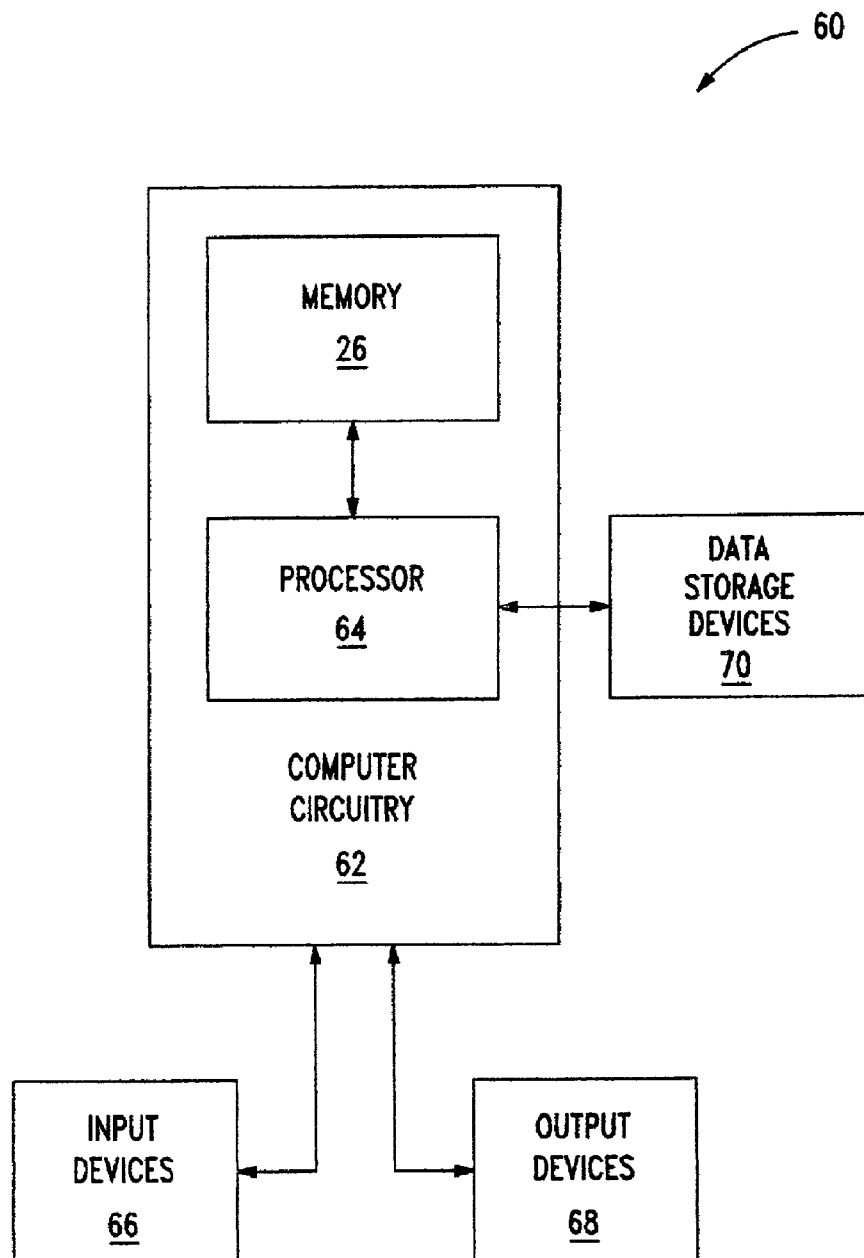 60
MEMORY
26
PROCESSOR
64
DATA
STORAGE
DEVICES
70
COMPUTER
CIRCUITRY
62
INPUT
DEVICES
66
OUTPUT
DEVICES
68